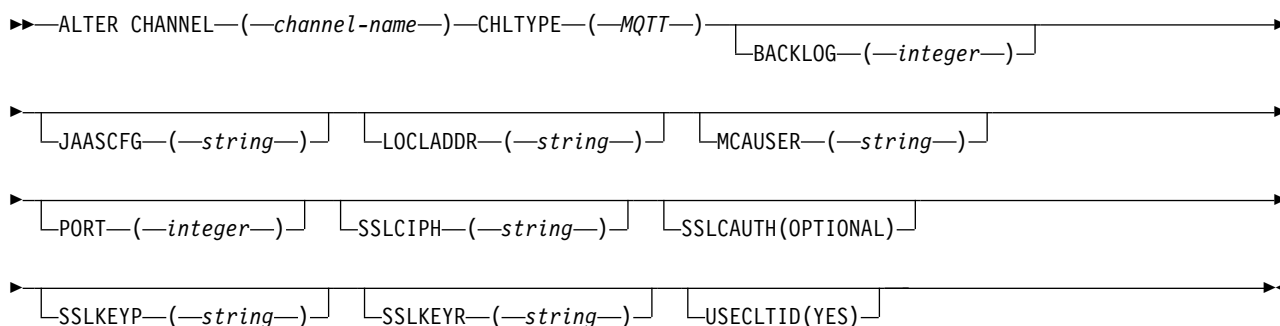 ALTER CHANNEL ( channel-name ) CHLTYPE ( MQTT )
BACKLOG ( integer )
JAASCFG ( string ) LOCLADDR ( string ) MCAUSER ( string )
PORT ( integer ) SSLCIPH ( string ) SSLCAUTH(OPTIONAL)
SSLKEYP ( string ) SSLKEYR ( string ) USECLTID(YES)